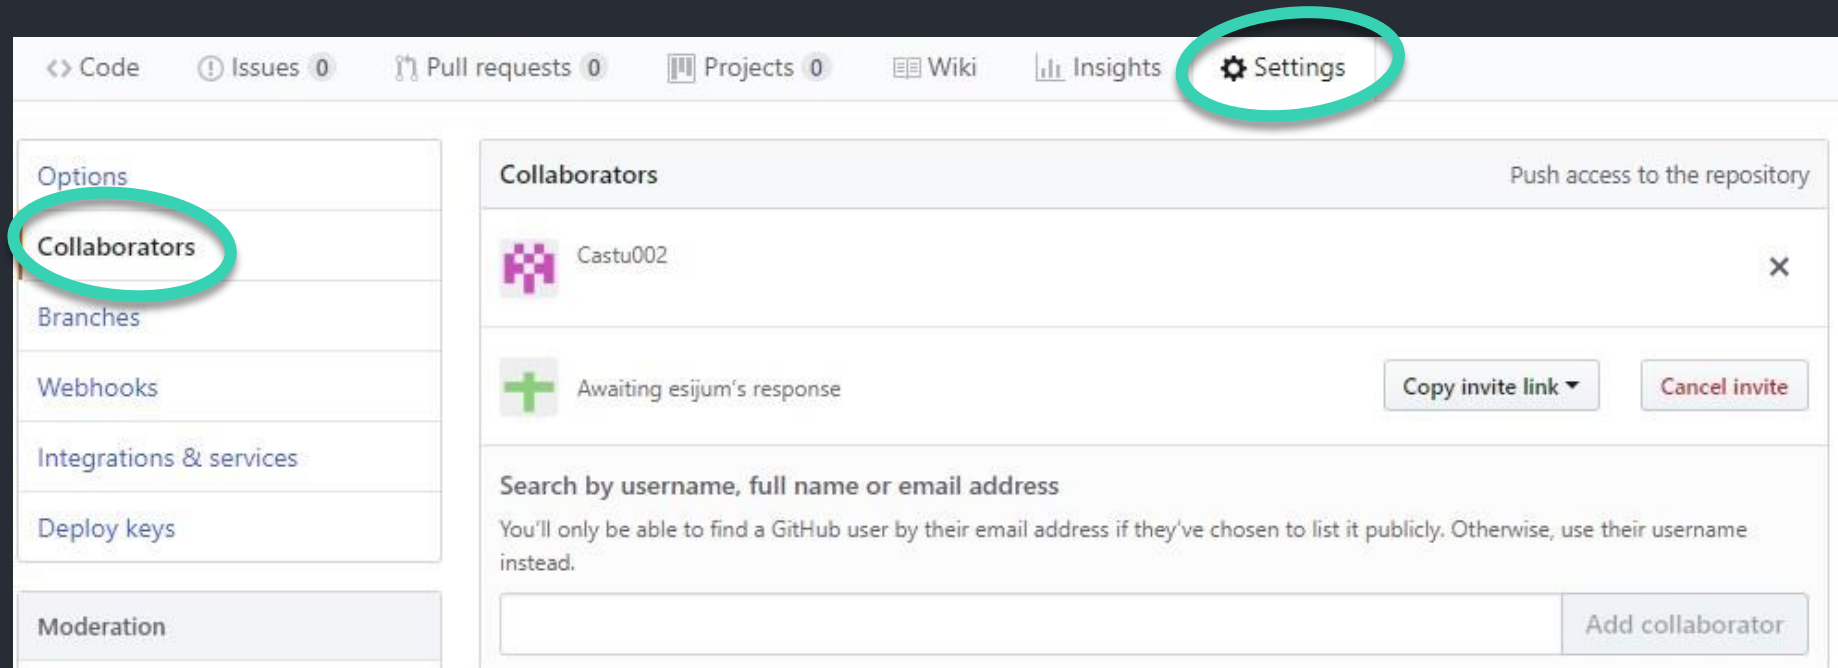 Code Issues 0 Pull requests 0 Projects 0 Wiki Insights Settings
Options
Collaborators
Branches
Webhooks
Integrations & services
Deploy keys
Moderation
Collaborators Push access to the repository
Castu002
Awaiting esijum's response Copy invite link Cancel invite
Search by username, full name or email address
You'll only be able to find a GitHub user by their email address if they've chosen to list it publicly. Otherwise, use their username
instead.
Add collaborator